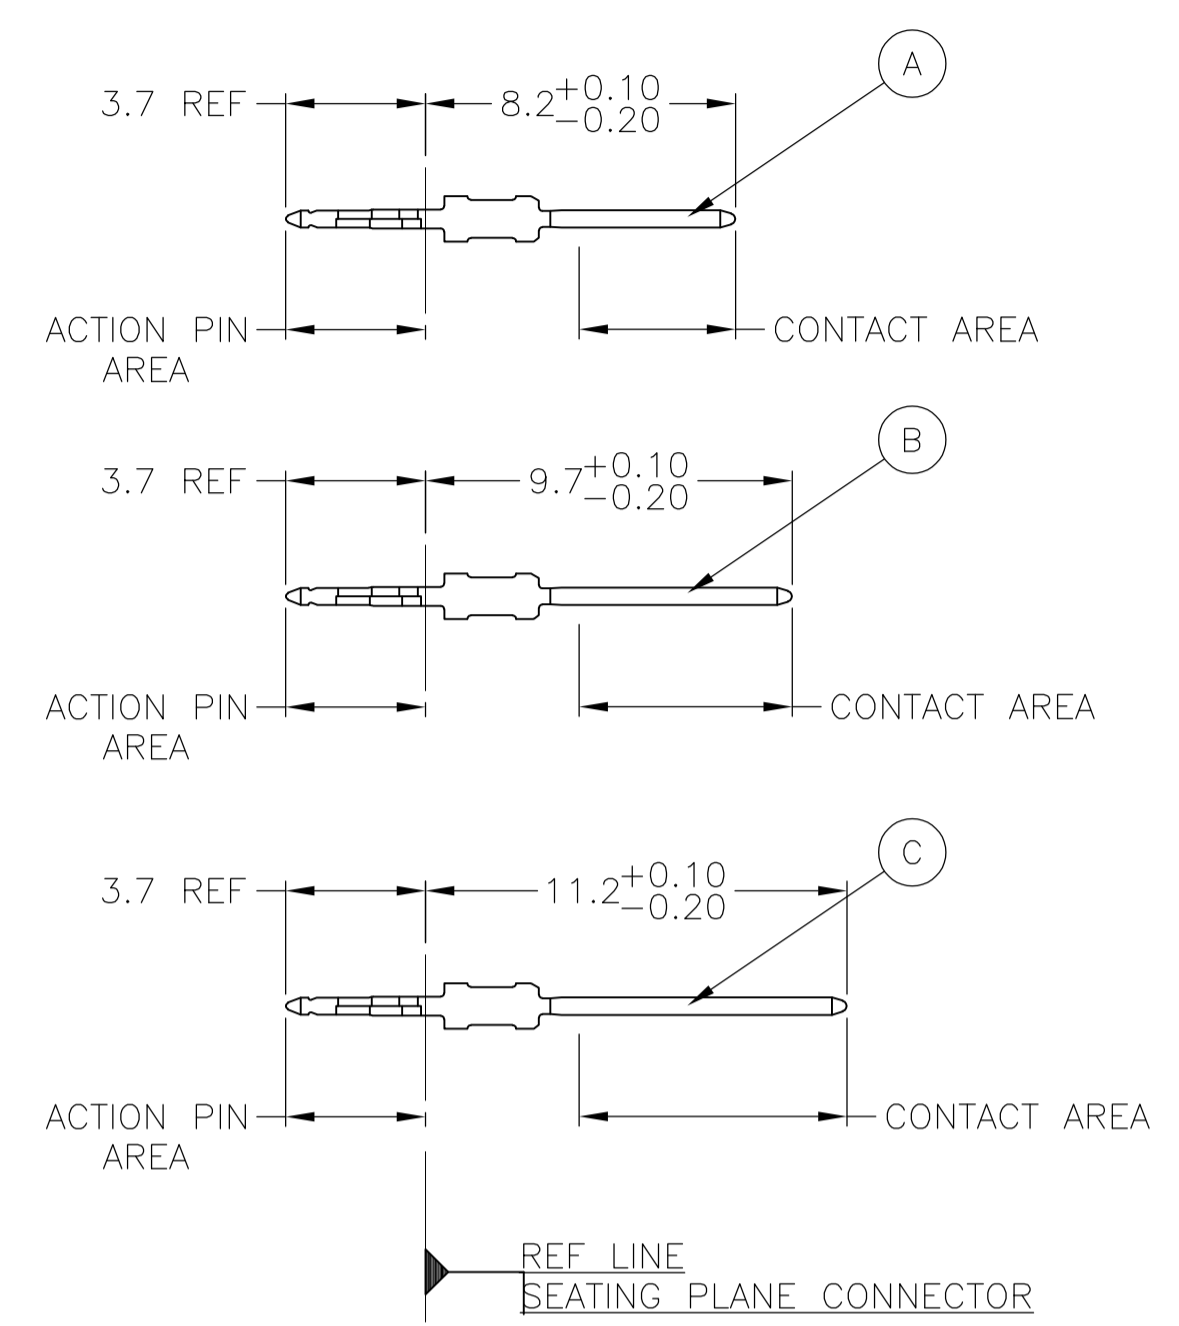 A
3.7 REF 8.2 +0.10
-0.20
ACTION PIN CONTACT AREA
AREA
B
3.7 REF 9.7 +0.10
-0.20
ACTION PIN CONTACT AREA
AREA
C
3.7 REF 11.2 +0.10
-0.20
ACTION PIN CONTACT AREA
AREA
REF LINE
SEATING PLANE CONNECTOR